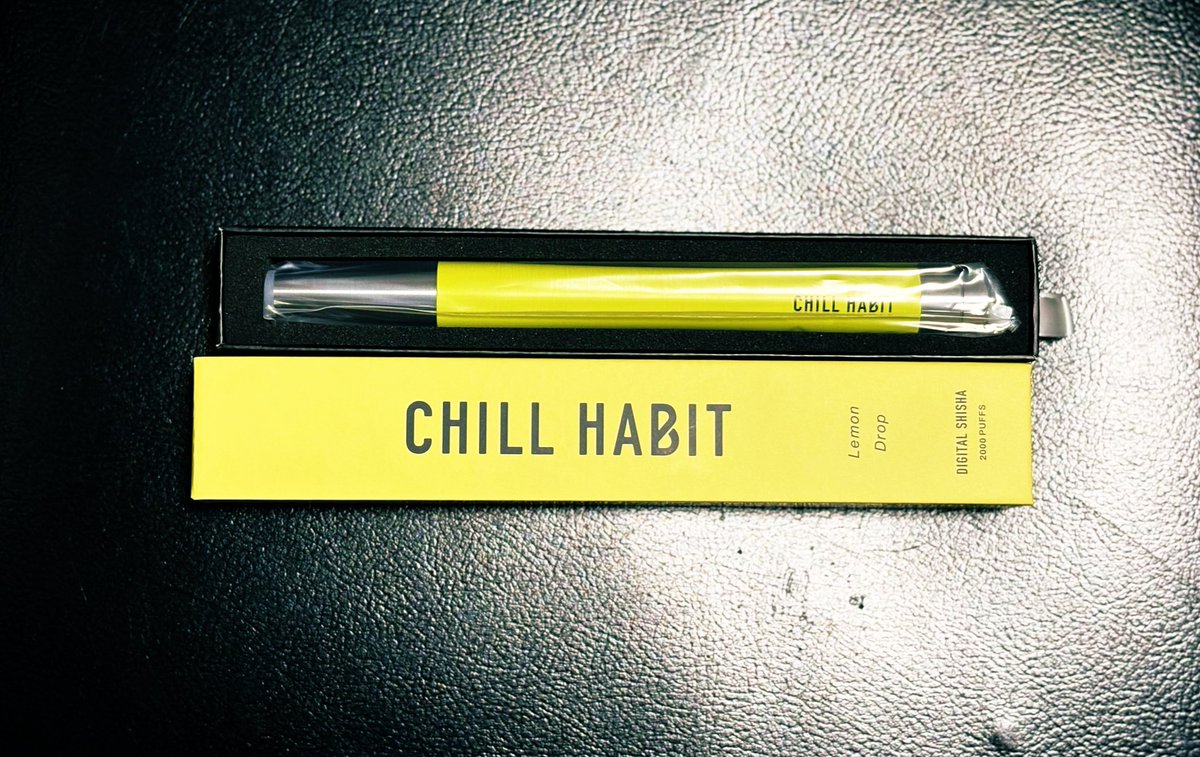 CHILL HABIT
CHILL HABIT
Lemon
Drop
DIGITAL SHISHA
2000 PUFFS